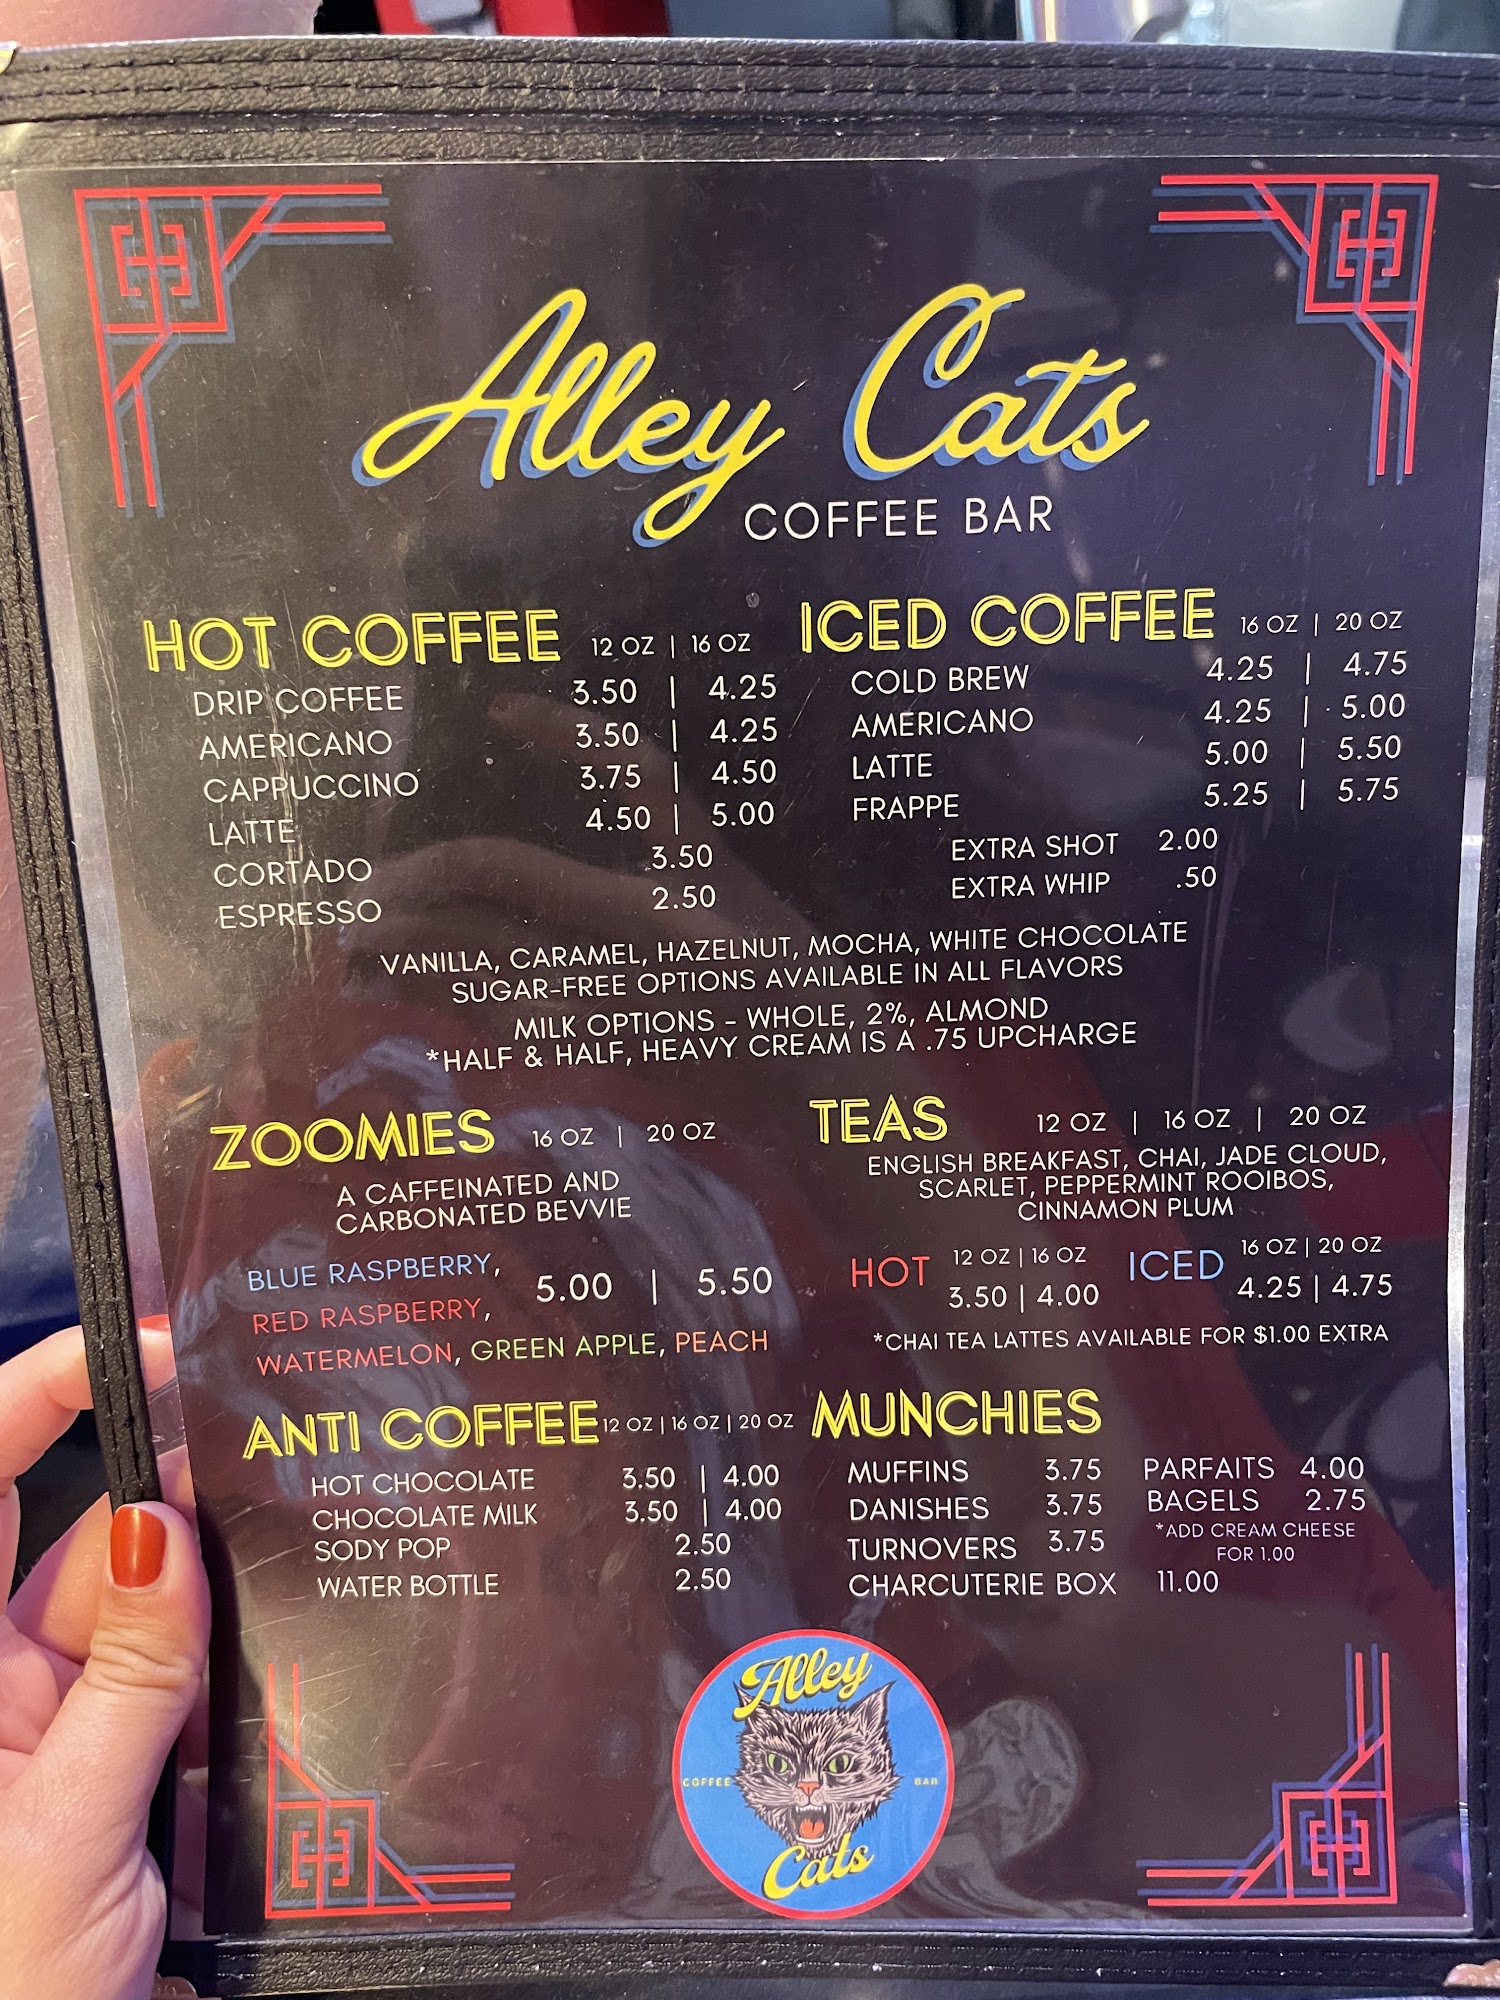 Alley Cats
COFFEE BAR
HOT COFFEE 12 OZ | 16 OZ
DRIP COFFEE 3.50 | 4.25
AMERICANO 3.50 | 4.25
CAPPUCCINO 3.75 | 4.50
LATTE 4.50 | 5.00
CORTADO 3.50
ESPRESSO 2.50
ICED COFFEE 16 OZ | 20 OZ
COLD BREW 4.25 | 4.75
AMERICANO 4.25 | 5.00
LATTE 5.00 | 5.50
FRAPPE 5.25 | 5.75
EXTRA SHOT 2.00
EXTRA WHIP .50
VANILLA, CARAMEL, HAZELNUT, MOCHA, WHITE CHOCOLATE
SUGAR-FREE OPTIONS AVAILABLE IN ALL FLAVORS
MILK OPTIONS - WHOLE, 2%, ALMOND
*HALF & HALF, HEAVY CREAM IS A .75 UPCHARGE
ZOOMIES 16 OZ | 20 OZ
A CAFFEINATED AND
CARBONATED BEVVIE
BLUE RASPBERRY,
RED RASPBERRY, 5.00 | 5.50
WATERMELON, GREEN APPLE, PEACH
TEAS 12 OZ | 16 OZ | 20 OZ
ENGLISH BREAKFAST, CHAI, JADE CLOUD,
SCARLET, PEPPERMINT ROOIBOS,
CINNAMON PLUM
HOT 12 OZ | 16 OZ ICED 16 OZ | 20 OZ
3.50 | 4.00 4.25 | 4.75
*CHAI TEA LATTES AVAILABLE FOR $1.00 EXTRA
ANTI COFFEE 12 OZ | 16 OZ | 20 OZ
HOT CHOCOLATE 3.50 | 4.00
CHOCOLATE MILK 3.50 | 4.00
SODY POP 2.50
WATER BOTTLE 2.50
MUNCHIES
MUFFINS 3.75 PARFAITS 4.00
DANISHES 3.75 BAGELS 2.75
*ADD CREAM CHEESE
FOR 1.00
TURNOVERS 3.75
CHARCUTERIE BOX 11.00
Alley
COFFEE BAR
Cats